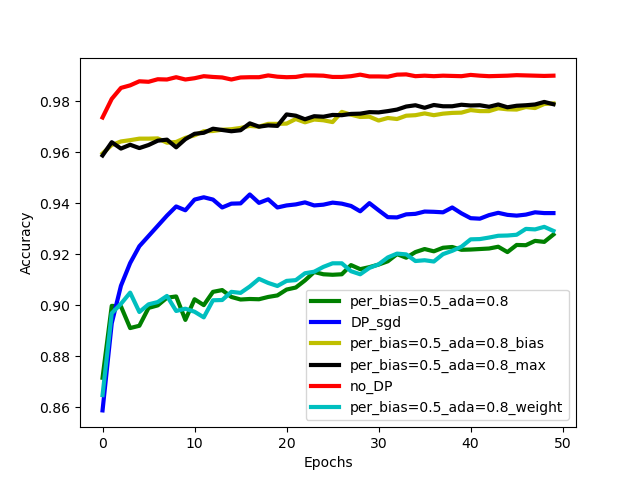 0.98
0.96
0.94
0.92
0.90
0.88
0.86
Accuracy
0 10 20 30 40 50
Epochs
per_bias=0.5_ada=0.8
DP_sgd
per_bias=0.5_ada=0.8_bias
per_bias=0.5_ada=0.8_max
no_DP
per_bias=0.5_ada=0.8_weight